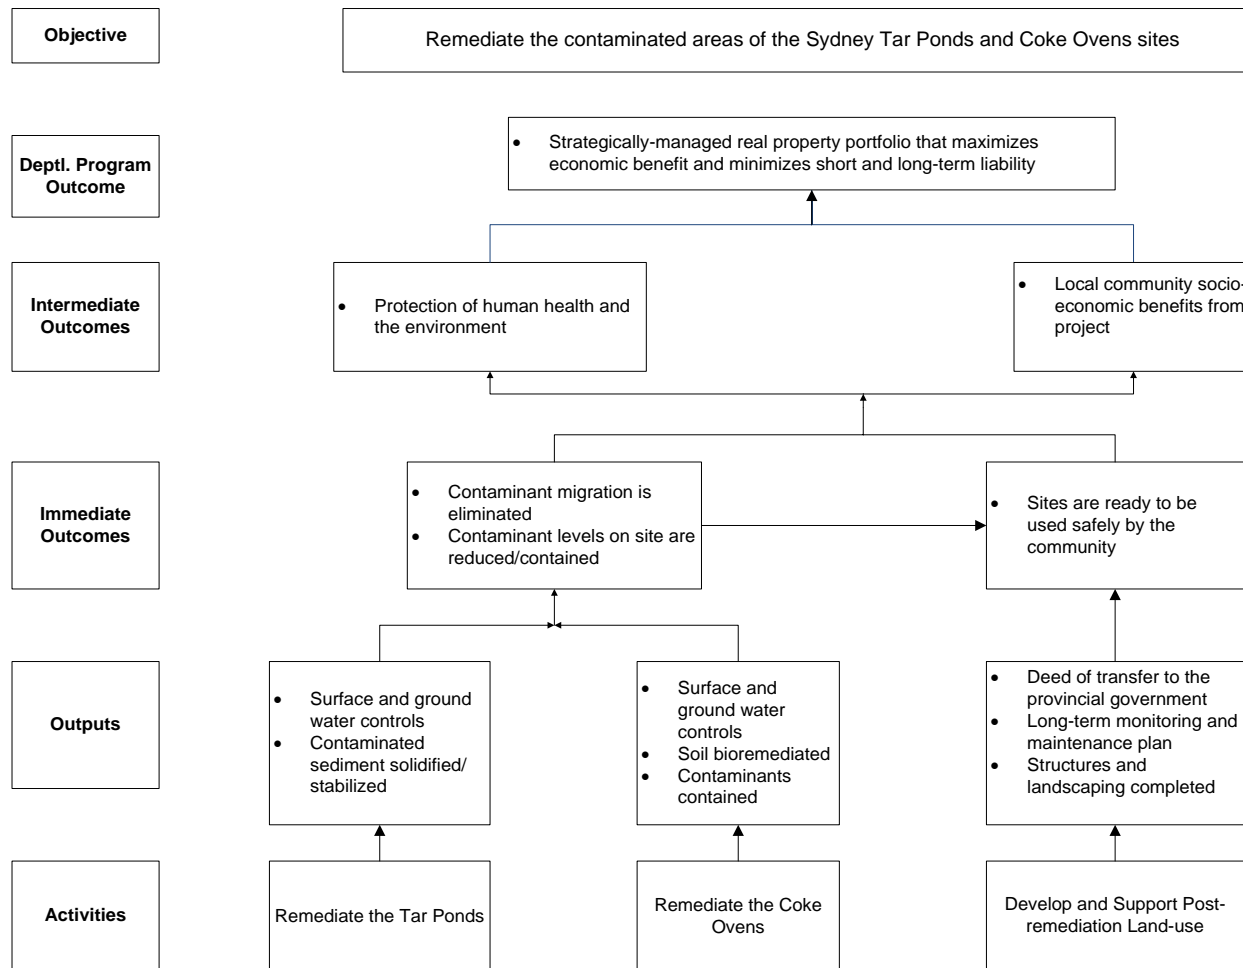 Objective
Remediate the contaminated areas of the Sydney Tar Ponds and Coke Ovens sites
Deptl. Program
Outcome
• Strategically-managed real property portfolio that maximizes
economic benefit and minimizes short and long-term liability
Intermediate
Outcomes
• Protection of human health and
the environment
• Local community socio-
economic benefits from
project
Immediate
Outcomes
• Contaminant migration is
eliminated
• Contaminant levels on site are
reduced/contained
• Sites are ready to be
used safely by the
community
Outputs
• Surface and ground
water controls
• Contaminated
sediment solidified/
stabilized
• Surface and
ground water
controls
• Soil bioremediated
• Contaminants
contained
• Deed of transfer to the
provincial government
• Long-term monitoring and
maintenance plan
• Structures and
landscaping completed
Activities
Remediate the Tar Ponds
Remediate the Coke
Ovens
Develop and Support Post-
remediation Land-use